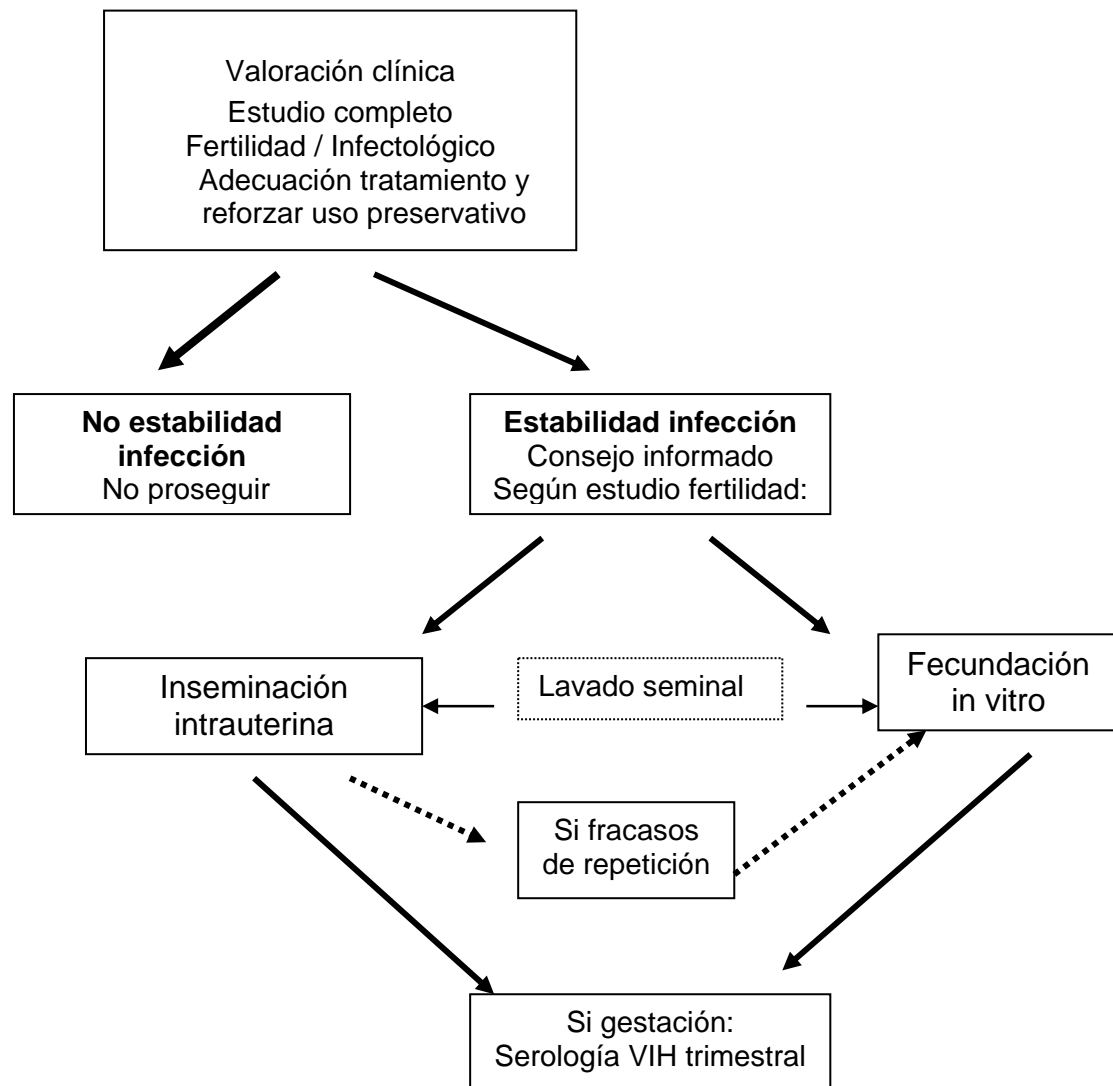 Valoración clínica
Estudio completo
Fertilidad / Infectológico
Adecuación tratamiento y
reforzar uso preservativo
No estabilidad
infección
No proseguir
Estabilidad infección
Consejo informado
Según estudio fertilidad:
Inseminación
intrauterina
Lavado seminal
Fecundación
in vitro
Si fracasos
de repetición
Si gestación:
Serología VIH trimestral